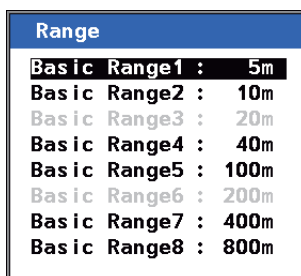 Range
Basic Range1 : 5m
Basic Range2 : 10m
Basic Range3 : 20m
Basic Range4 : 40m
Basic Range5 : 100m
Basic Range6 : 200m
Basic Range7 : 400m
Basic Range8 : 800m